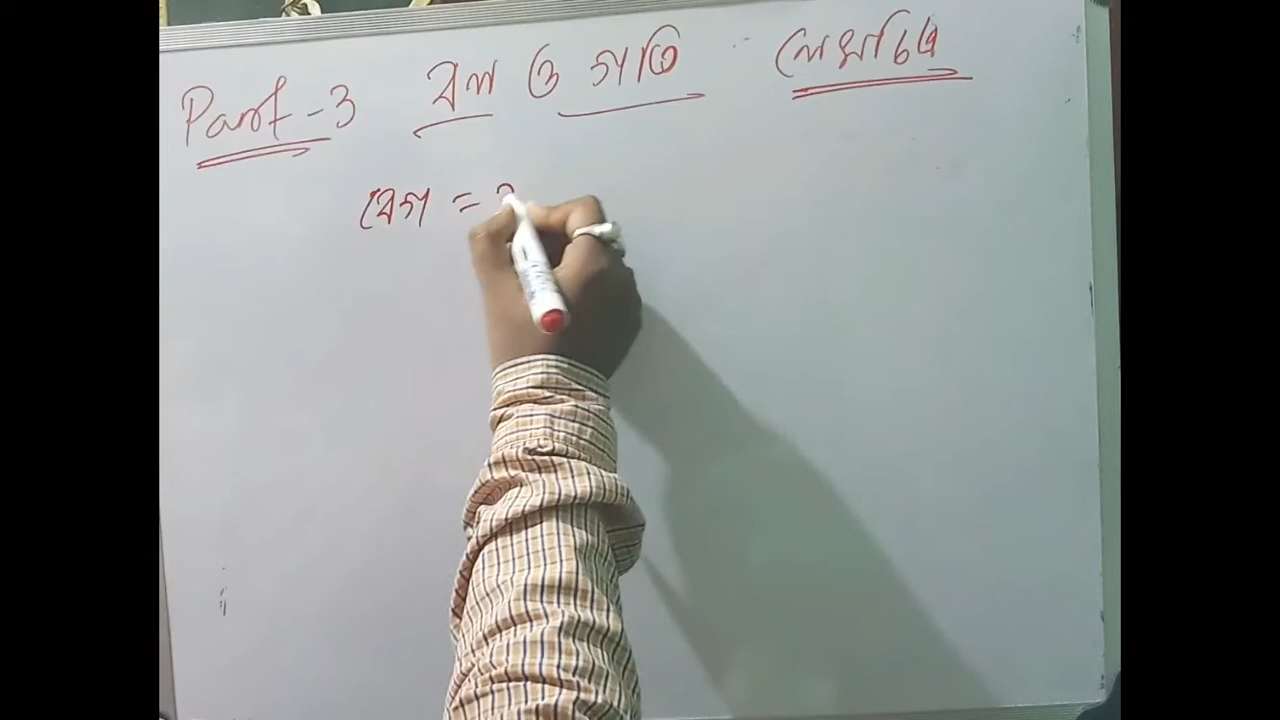 Part-3 বল ও গতি লেখচিত্র
বেগ =